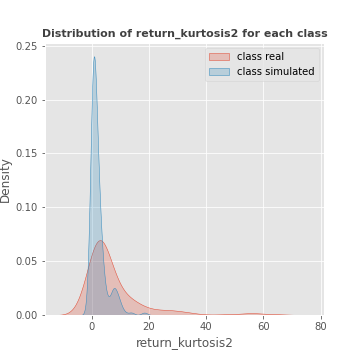 Distribution of return_kurtosis2 for each class
class real
class simulated
0.25
0.20
0.15
0.10
0.05
0.00
Density
0
20
40
60
80
return_kurtosis2